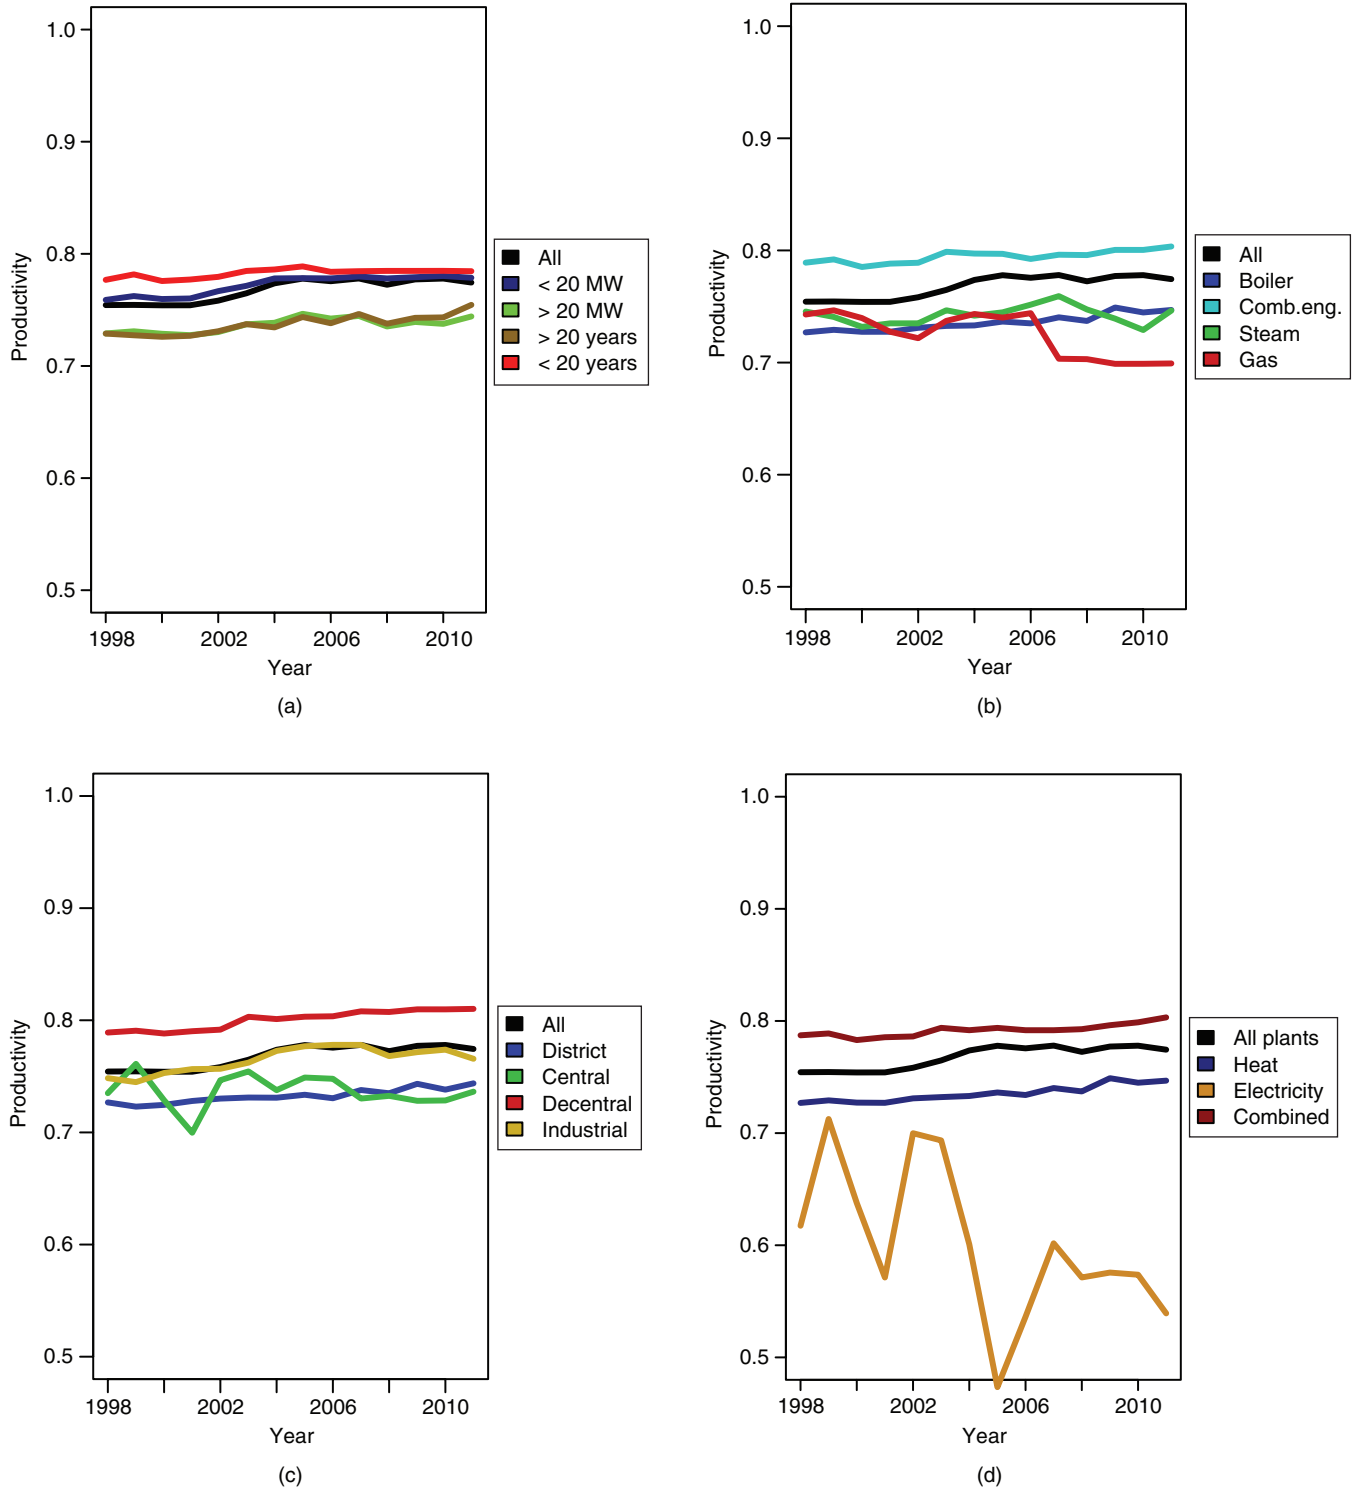 1.0
0.9
0.8
0.7
0.6
0.5
Productivity
1998
2002
2006
2010
Year
(a)
All
< 20 MW
> 20 MW
> 20 years
< 20 years
1.0
0.9
0.8
0.7
0.6
0.5
Productivity
1998
2002
2006
2010
Year
(b)
All
Boiler
Comb.eng.
Steam
Gas
1.0
0.9
0.8
0.7
0.6
0.5
Productivity
1998
2002
2006
2010
Year
(c)
All
District
Central
Decentral
Industrial
1.0
0.9
0.8
0.7
0.6
0.5
Productivity
1998
2002
2006
2010
Year
(d)
All plants
Heat
Electricity
Combined